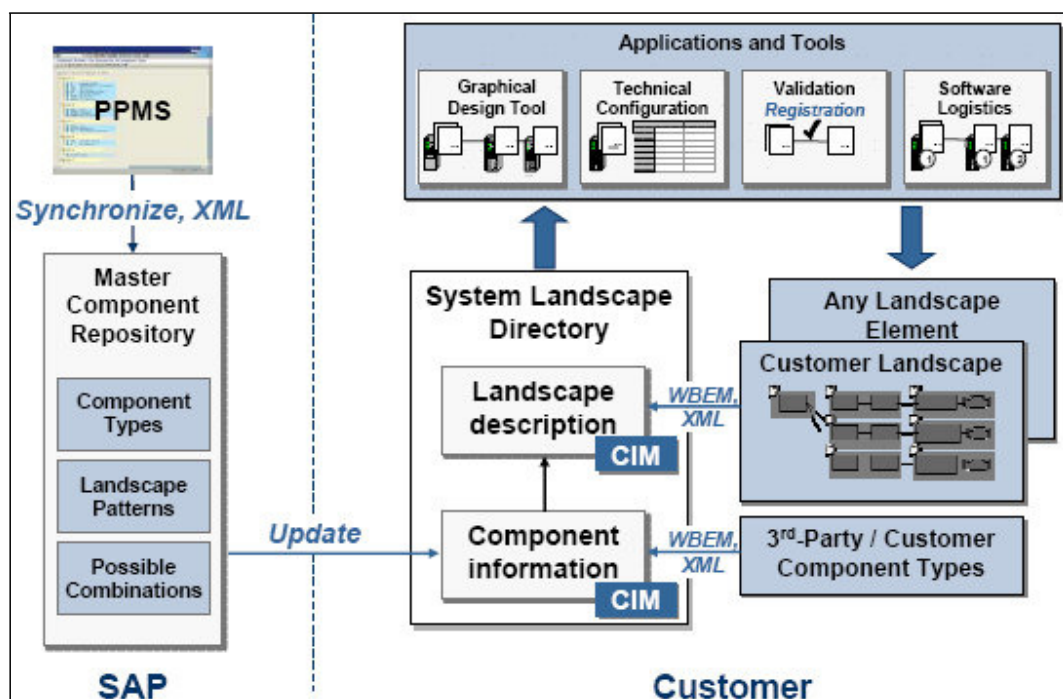 PPMS
Synchronize, XML
Master
Component
Repository
Component
Types
Landscape
Patterns
Possible
Combinations
SAP
Update
Applications and Tools
Graphical
Design Tool
Technical
Configuration
Validation
Registration
Software
Logistics
System Landscape
Directory
Landscape
description
CIM
Component
information
CIM
WBEM,
XML
WBEM,
XML
Any Landscape
Element
Customer Landscape
3rd-Party / Customer
Component Types
Customer